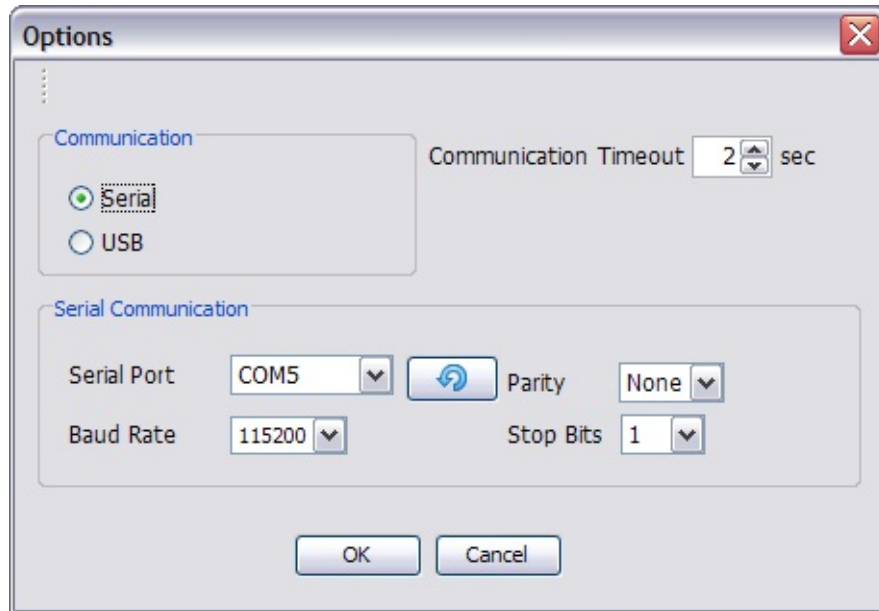 Options
Communication
Serial
USB
Communication Timeout 2 sec
Serial Communication
Serial Port COM5 Parity None
Baud Rate 115200 Stop Bits 1
OK Cancel